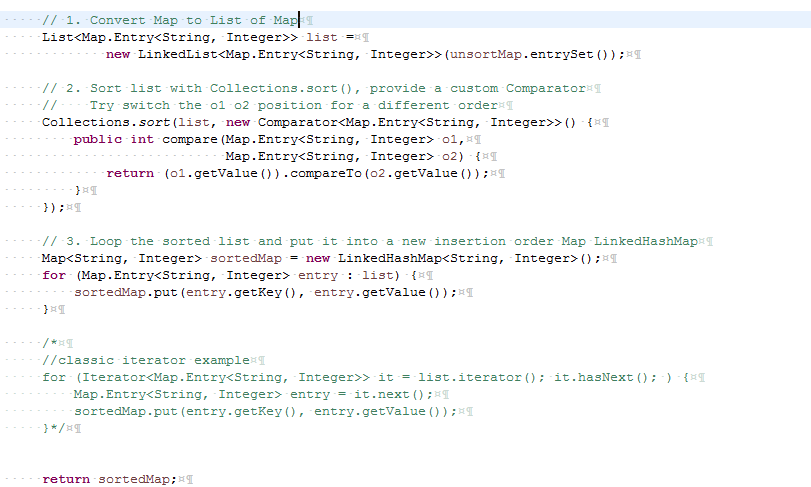 // 1. Convert Map to List of Map
List<Map.Entry<String, Integer>> list =
new LinkedList<Map.Entry<String, Integer>>(unsortMap.entrySet());
// 2. Sort list with Collections.sort(), provide a custom Comparator
//    Try switch the o1 o2 position for a different order
Collections.sort(list, new Comparator<Map.Entry<String, Integer>>() {
public int compare(Map.Entry<String, Integer> o1,
Map.Entry<String, Integer> o2) {
return (o1.getValue()).compareTo(o2.getValue());
}
});
// 3. Loop the sorted list and put it into a new insertion order Map LinkedHashMap
Map<String, Integer> sortedMap = new LinkedHashMap<String, Integer>();
for (Map.Entry<String, Integer> entry : list) {
sortedMap.put(entry.getKey(), entry.getValue());
}
/*
//classic iterator example
for (Iterator<Map.Entry<String, Integer>> it = list.iterator(); it.hasNext(); ) {
Map.Entry<String, Integer> entry = it.next();
sortedMap.put(entry.getKey(), entry.getValue());
}*/
return sortedMap;